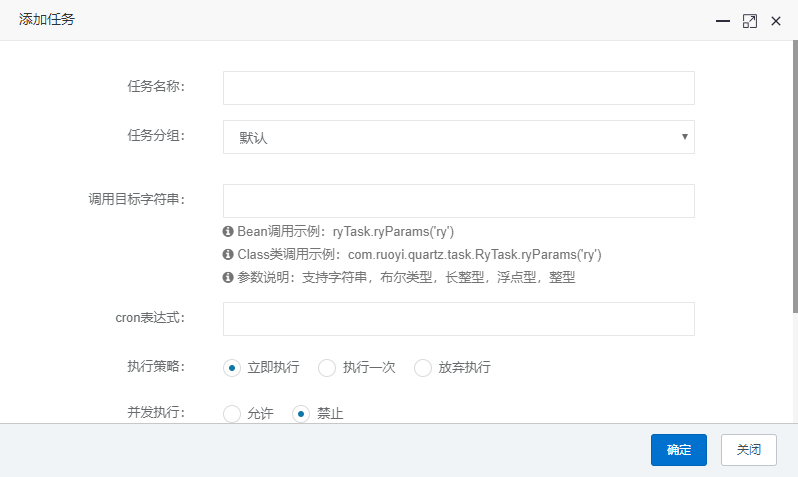 添加任务
任务名称:
任务分组: 默认
调用目标字符串:
Bean调用示例：ryTask.ryParams('ry')
Class类调用示例：com.ruoyi.quartz.task.RyTask.ryParams('ry')
参数说明：支持字符串，布尔类型，长整型，浮点型，整型
cron表达式:
执行策略: 立即执行 执行一次 放弃执行
并发执行: 允许 禁止
确定 关闭